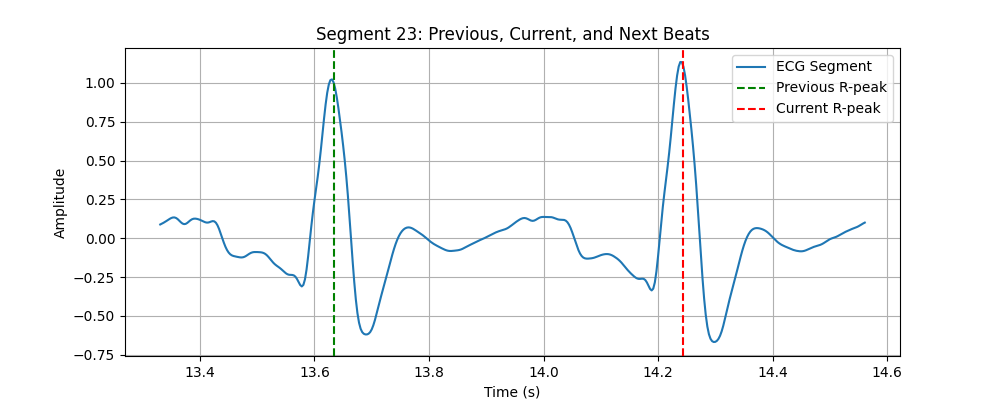 Segment 23: Previous, Current, and Next Beats
ECG Segment
Previous R-peak
Current R-peak
Amplitude
1.00
0.75
0.50
0.25
0.00
−0.25
−0.50
−0.75
13.4 13.6 13.8 14.0 14.2 14.4 14.6
Time (s)